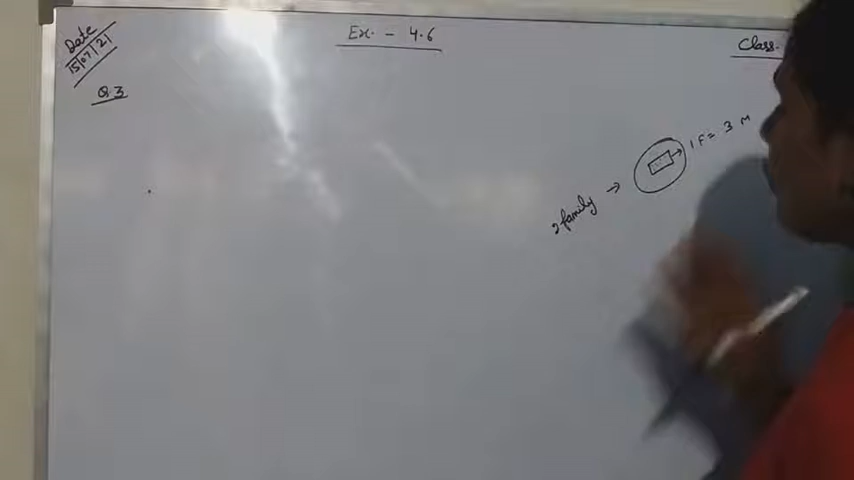 Date
15/07/21
Ex. - 4.6
Class.
Q.3
2 family → → 1 F = 3 M